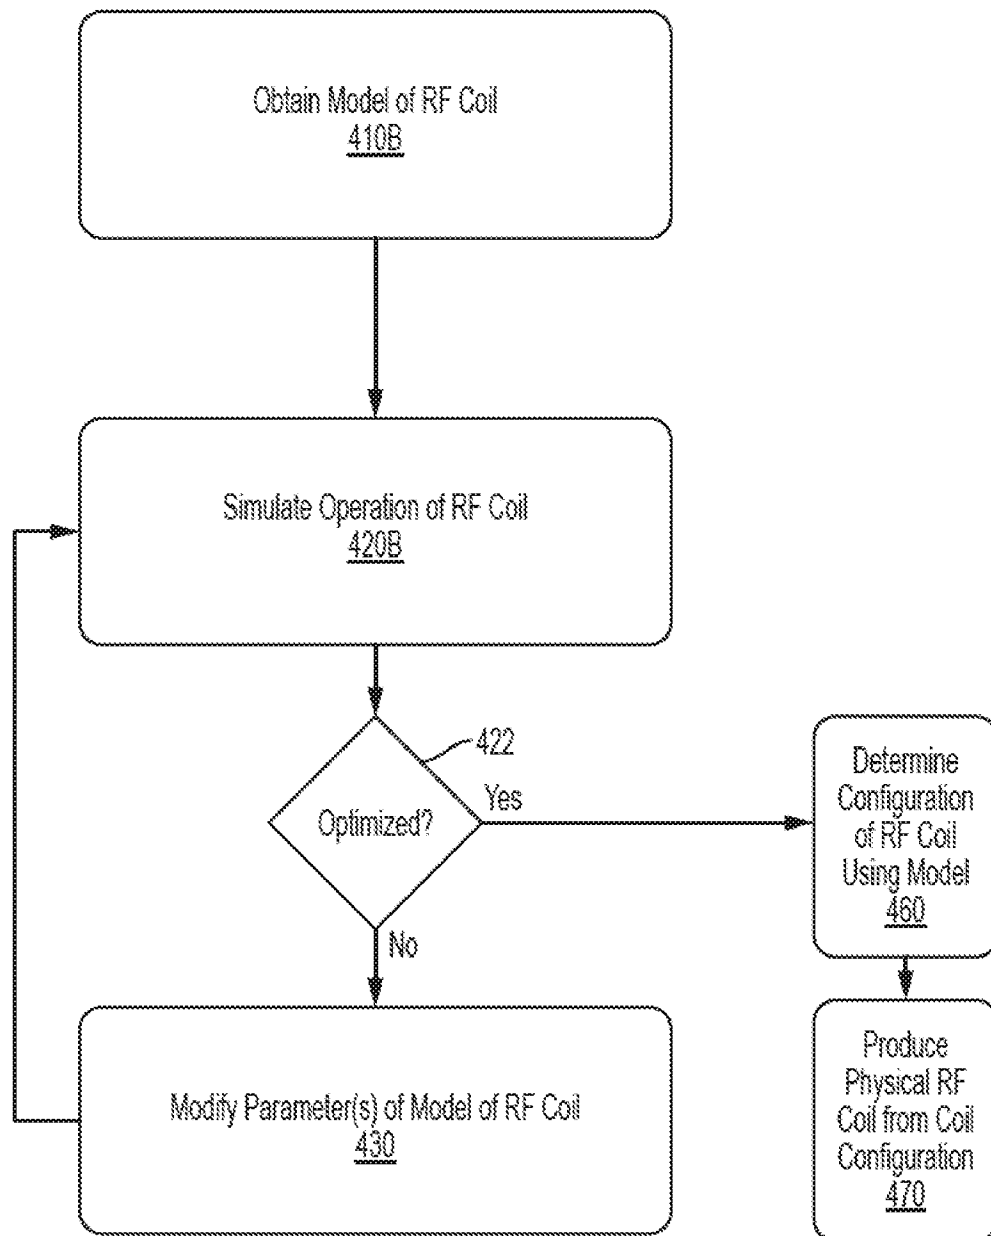 Obtain Model of RF Coil
410B
Simulate Operation of RF Coil
420B
422
Optimized?
Yes
No
Determine
Configuration
of RF Coil
Using Model
460
Modify Parameter(s) of Model of RF Coil
430
Produce
Physical RF
Coil from Coil
Configuration
470